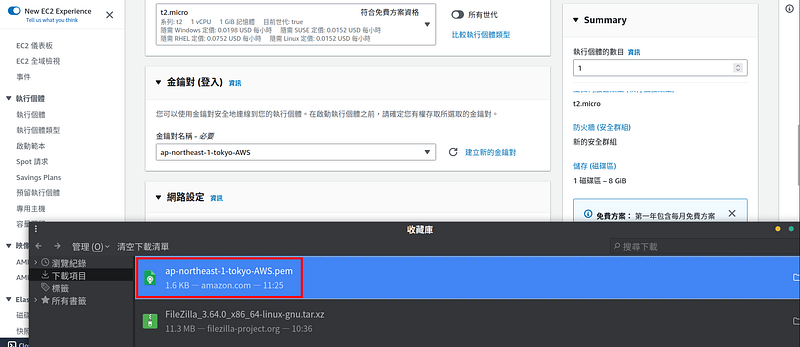 New EC2 Experience
Tell us what you think
EC2 儀表板
EC2 全域檢視
事件
執行個體
執行個體
執行個體類型
啟動範本
Spot 請求
Savings Plans
預留執行個體
專用主機
t2.micro 符合免費方案資格
系列: t2 1 vCPU 1 GiB 記憶體 目前世代: true
隨需 Windows 定價: 0.0198 USD 每小時 隨需 SUSE 定價: 0.0152 USD 每小時
隨需 RHEL 定價: 0.0752 USD 每小時 隨需 Linux 定價: 0.0152 USD 每小時
所有世代
比較執行個體類型
金鑰對 (登入) 資訊
您可以使用金鑰對安全地連線到您的執行個體。在啟動執行個體之前，請確定您有權存取所選取的金鑰對。
金鑰對名稱 - 必要
ap-northeast-1-tokyo-AWS
建立新的金鑰對
網路設定 資訊
Summary
執行個體的數目 資訊
1
t2.micro
防火牆 (安全群組)
新的安全群組
儲存 (磁碟區)
1 磁碟區 – 8 GiB
免費方案： 第一年包含每月免費方案
收藏庫
管理 (O) 清空下載清單
搜尋下載
瀏覽紀錄
下載項目
標籤
所有書籤
ap-northeast-1-tokyo-AWS.pem
1.6 KB — amazon.com — 11:25
FileZilla_3.64.0_x86_64-linux-gnu.tar.xz
11.3 MB — filezilla-project.org — 10:36